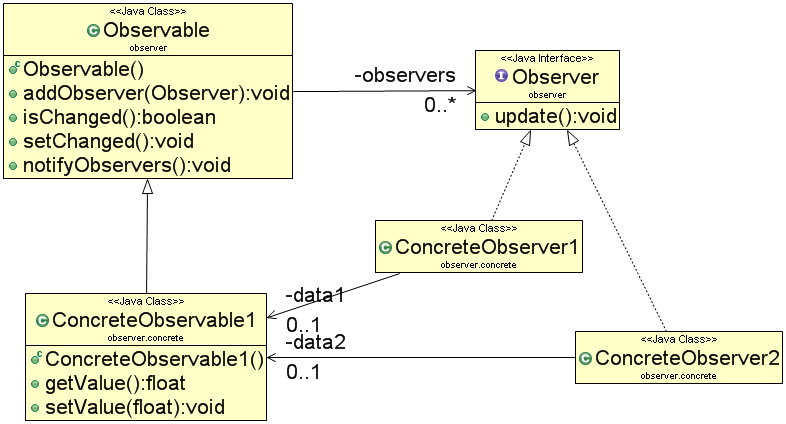 <<Java Class>>
Observable
observer
Observable()
addObserver(Observer):void
isChanged():boolean
setChanged():void
notifyObservers():void
-observers
0..*
<<Java Interface>>
I
Observer
observer
update():void
<<Java Class>>
C
ConcreteObserver1
observer.concrete
-data1
0..1
<<Java Class>>
C
ConcreteObservable1
observer.concrete
ConcreteObservable1()
getValue():float
setValue(float):void
-data2
0..1
<<Java Class>>
C
ConcreteObserver2
observer.concrete